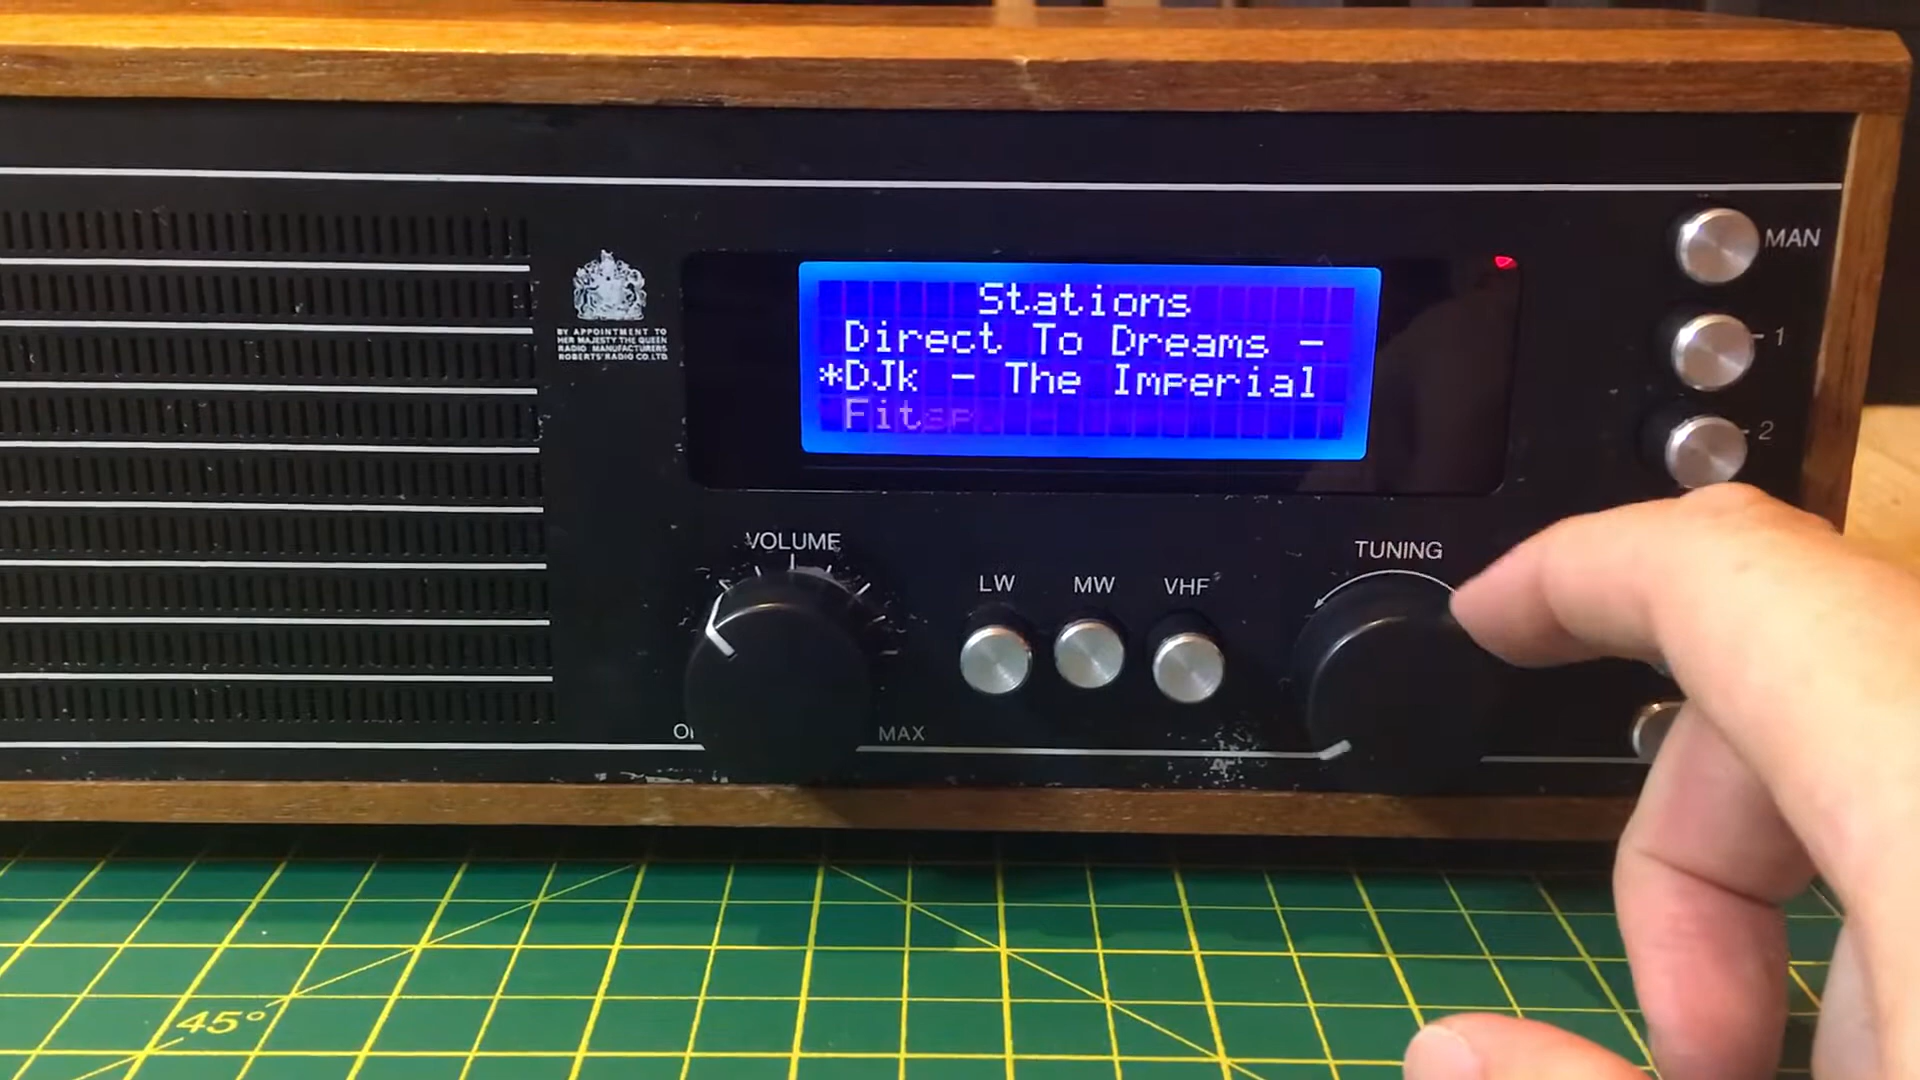 MAN
Stations
Direct To Dreams -
*DJk - The Imperial
1
BY APPOINTMENT TO
HER MAJESTY THE QUEEN
RADIO MANUFACTURERS
ROBERTS' RADIO CO.LTD.
2
VOLUME
TUNING
LW MW VHF
MAX
45°